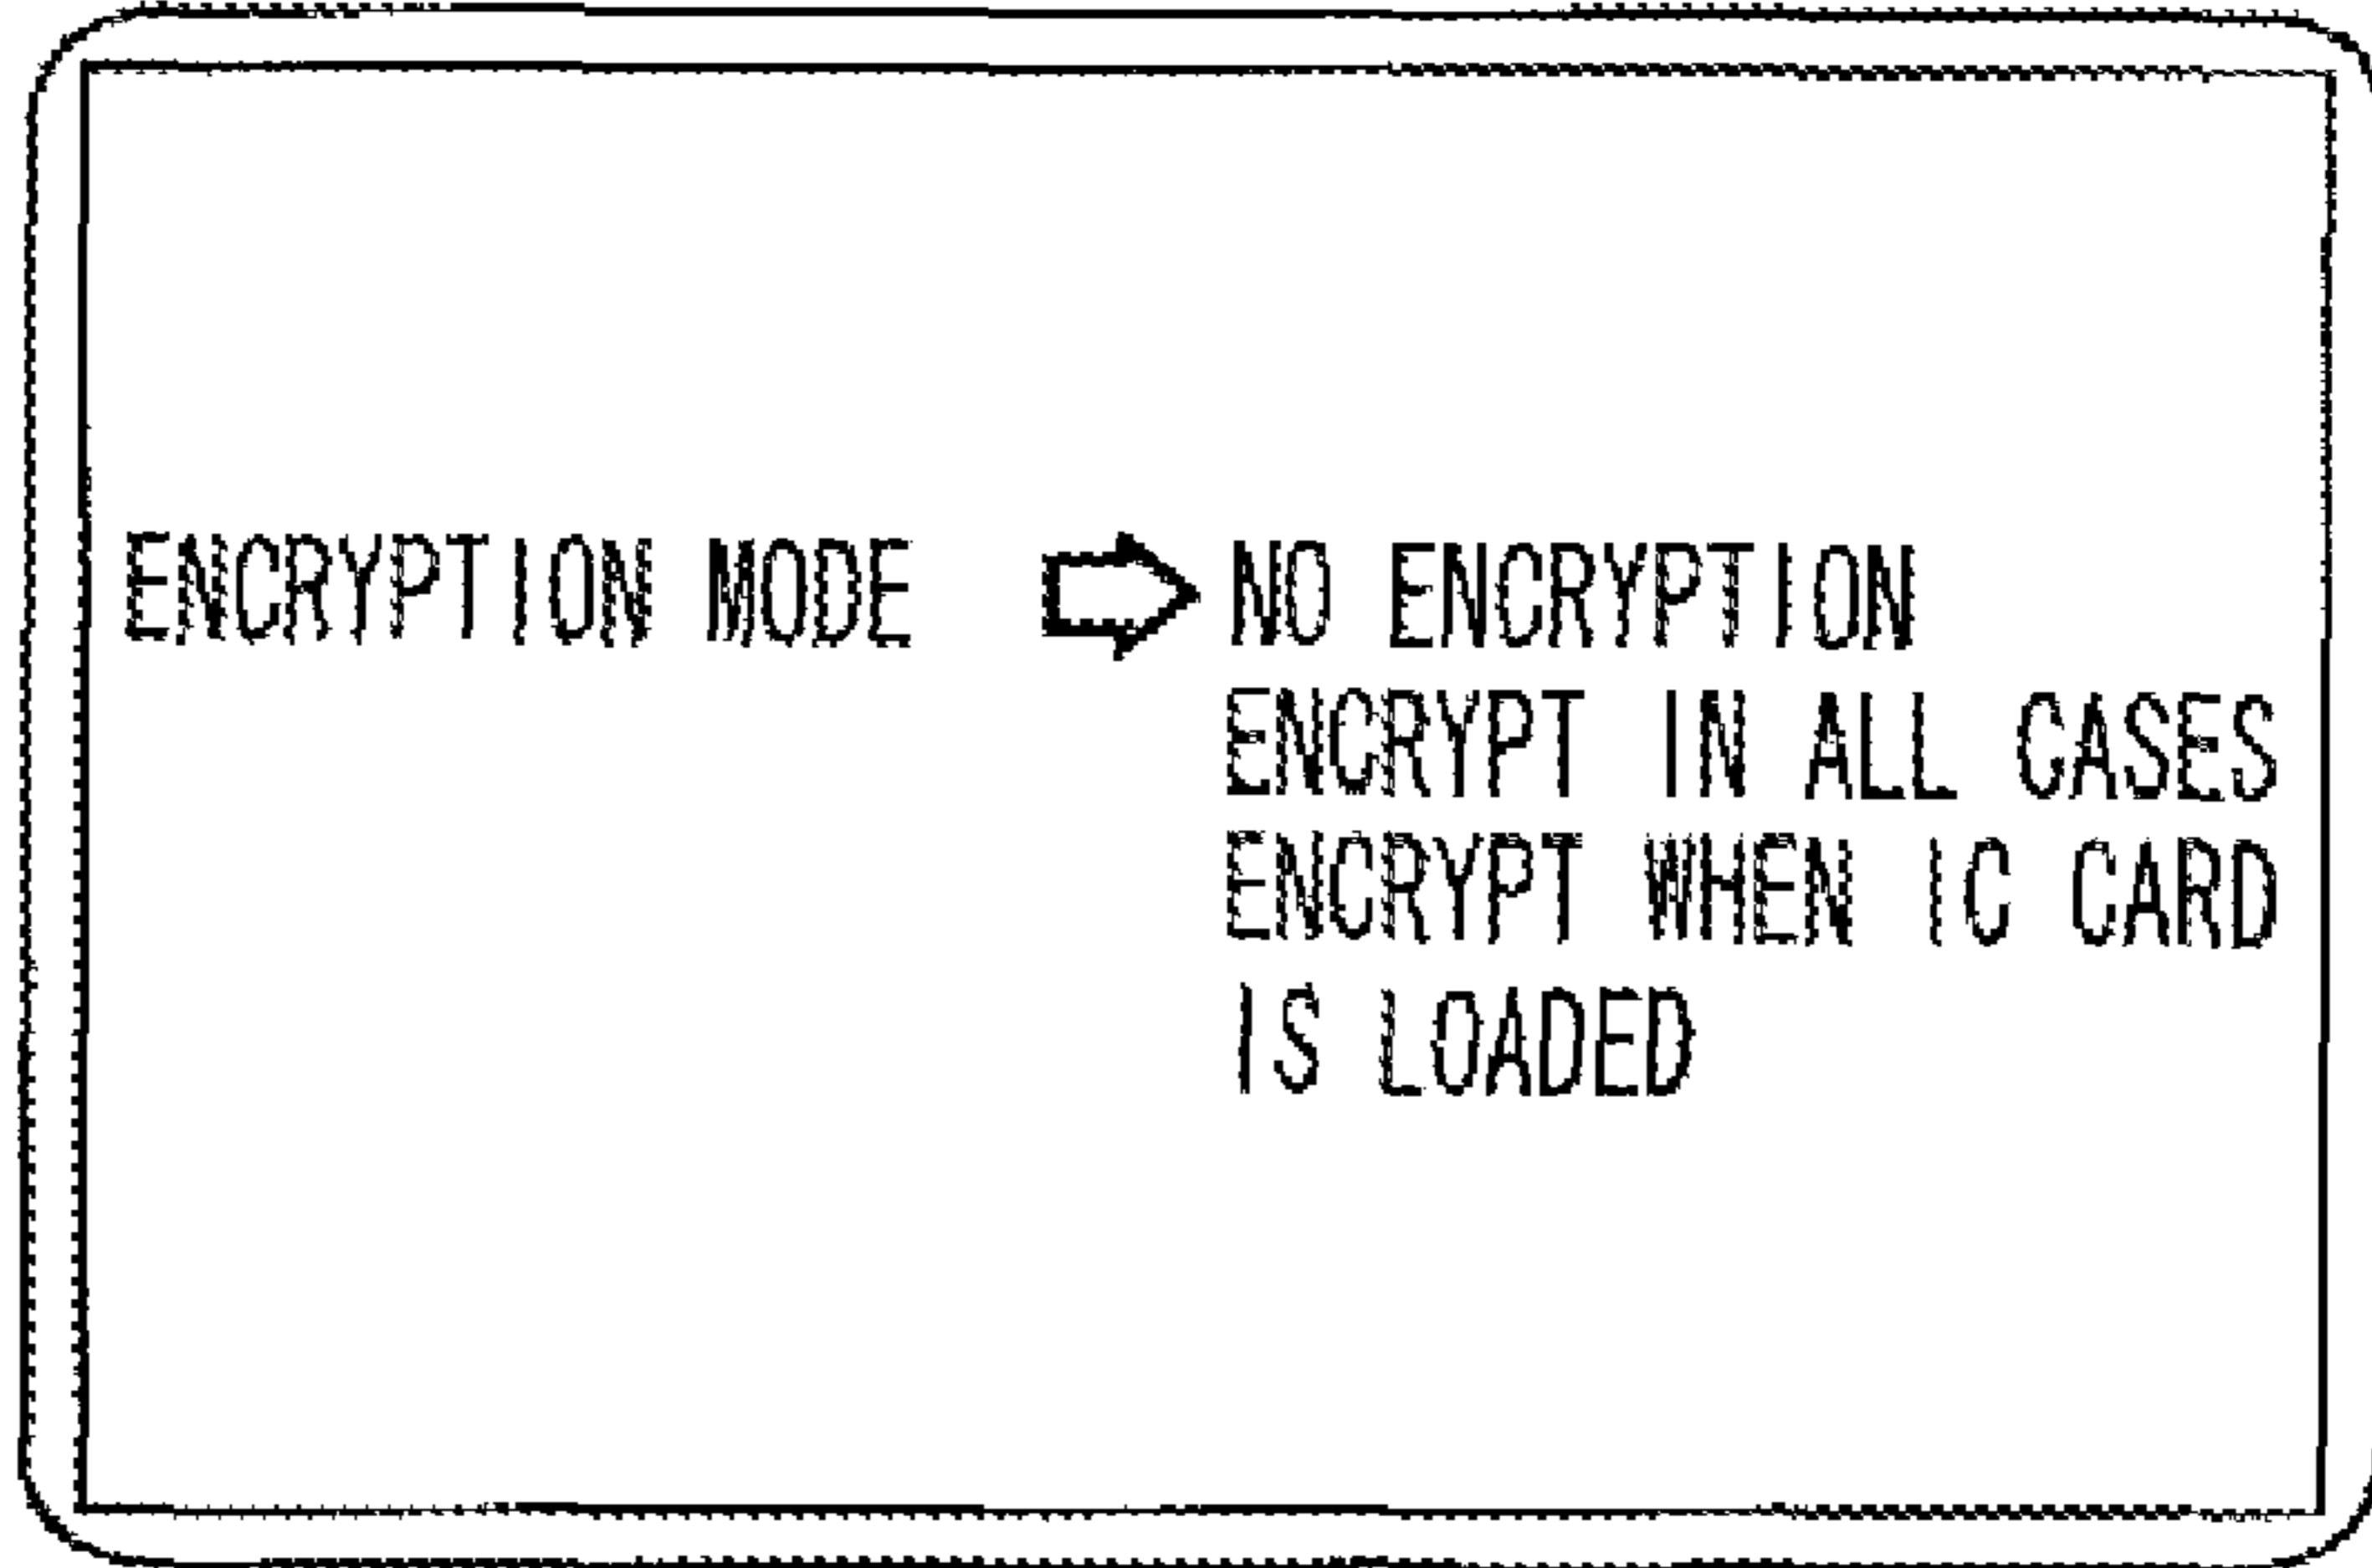 ENCRYPTION MODE NO ENCRYPTION
ENCRYPT IN ALL CASES
ENCRYPT WHEN IC CARD
IS LOADED